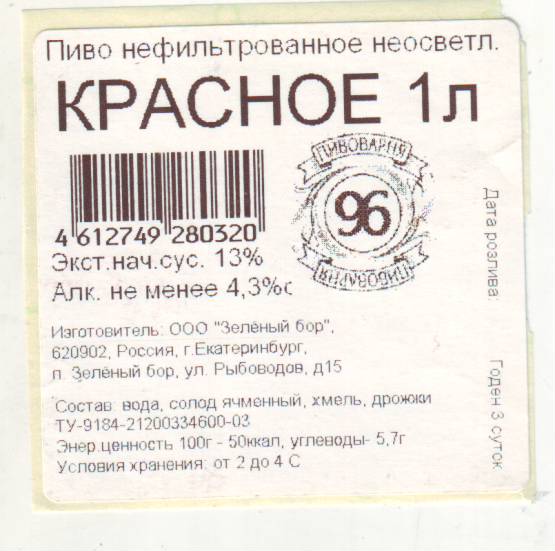 Пиво нефильтрованное неосветл.
КРАСНОЕ 1л
ПИВОВАРНЯ
96
ПИВОВАРНЯ
4 612749 280320
Экст.нач.сус. 13%
Алк. не менее 4,3%с
Изготовитель: ООО "Зелёный бор",
620902, Россия, г.Екатеринбург,
п. Зелёный бор, ул. Рыбоводов, д15
Состав: вода, солод ячменный, хмель, дрожжи
ТУ-9184-21200334600-03
Энер.ценность 100г - 50ккал, углеводы- 5,7г
Условия хранения: от 2 до 4 С
Дата розлива:
Годен 3 суток